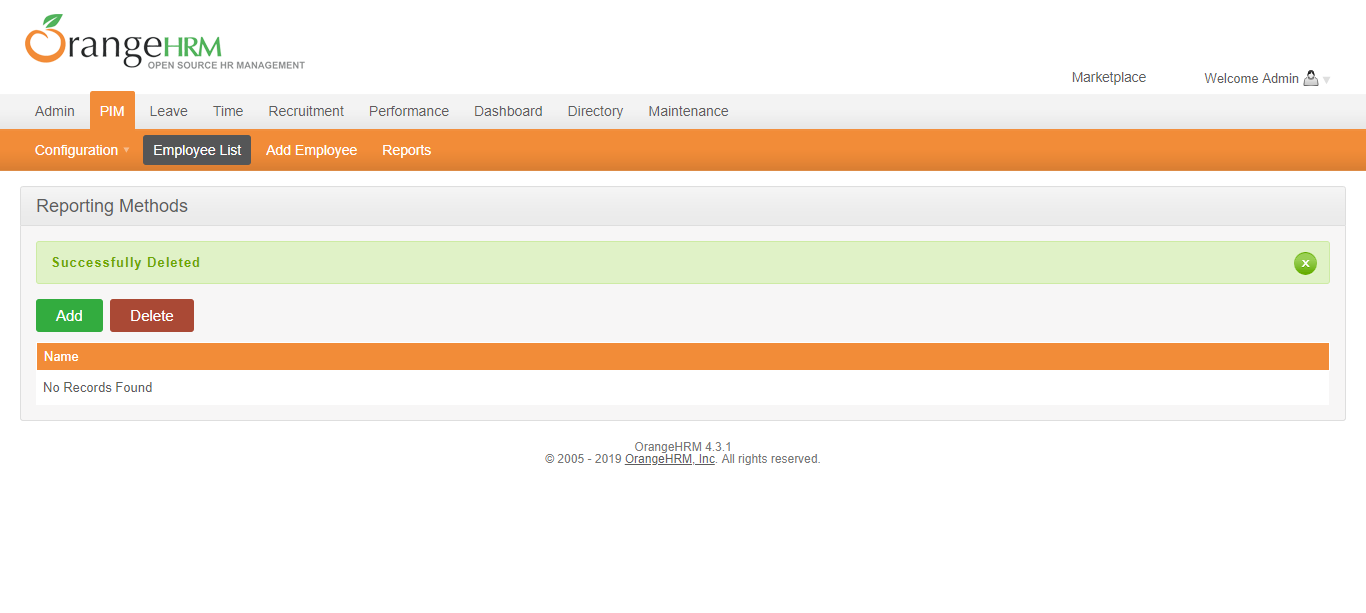 OrangeHRM
OPEN SOURCE HR MANAGEMENT
Marketplace
Welcome Admin
Admin PIM Leave Time Recruitment Performance Dashboard Directory Maintenance
Configuration Employee List Add Employee Reports
Reporting Methods
Successfully Deleted
x
Add Delete
Name
No Records Found
OrangeHRM 4.3.1
© 2005 - 2019 OrangeHRM, Inc. All rights reserved.